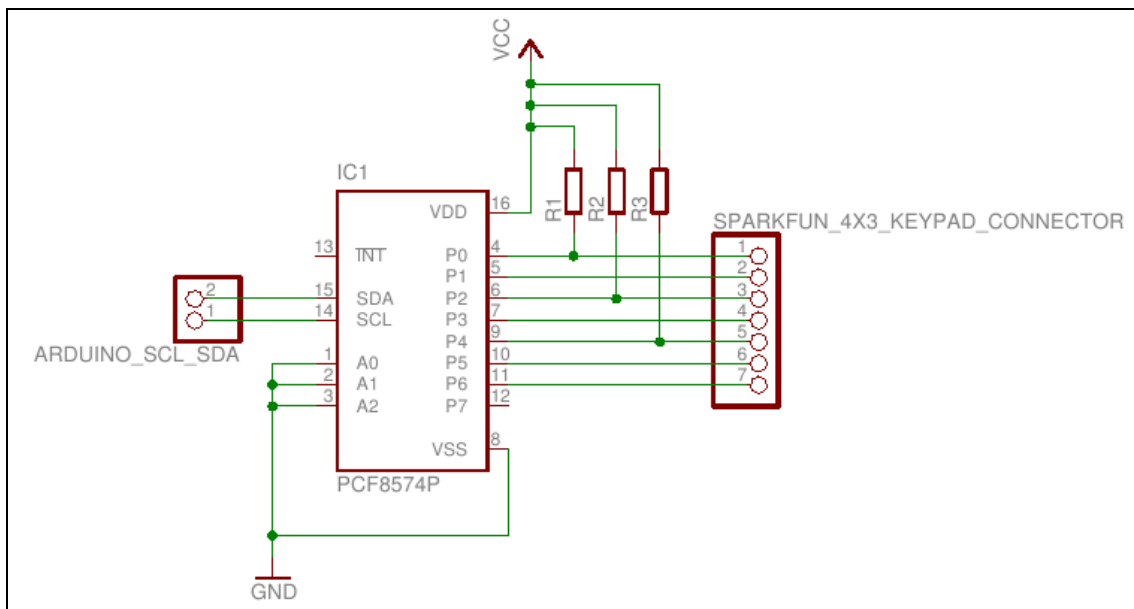 VCC
IC1
R1
R2
R3
SPARKFUN_4X3_KEYPAD_CONNECTOR
VDD 16
13 INT
P0 4
1
P1 5
2
2
15 SDA
P2 6
3
1
14 SCL
P3 7
4
P4 9
5
ARDUINO_SCL_SDA
1 A0
P5 10
6
2 A1
P6 11
7
3 A2
P7 12
VSS 8
PCF8574P
GND